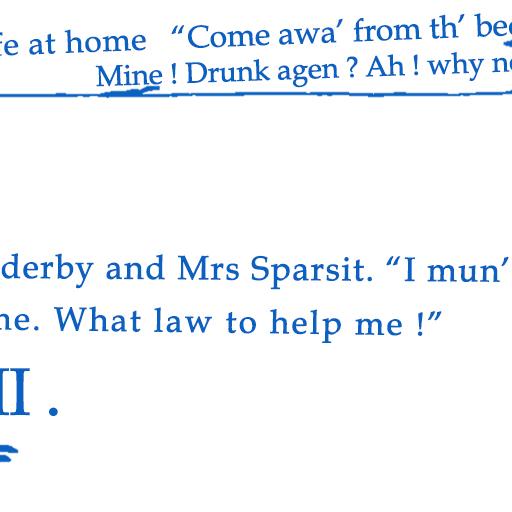 fe at home “Come awa’ from th’ bed
Mine ! Drunk agen ? Ah ! why no
derby and Mrs Sparsit. “I mun’
me. What law to help me !”
II .